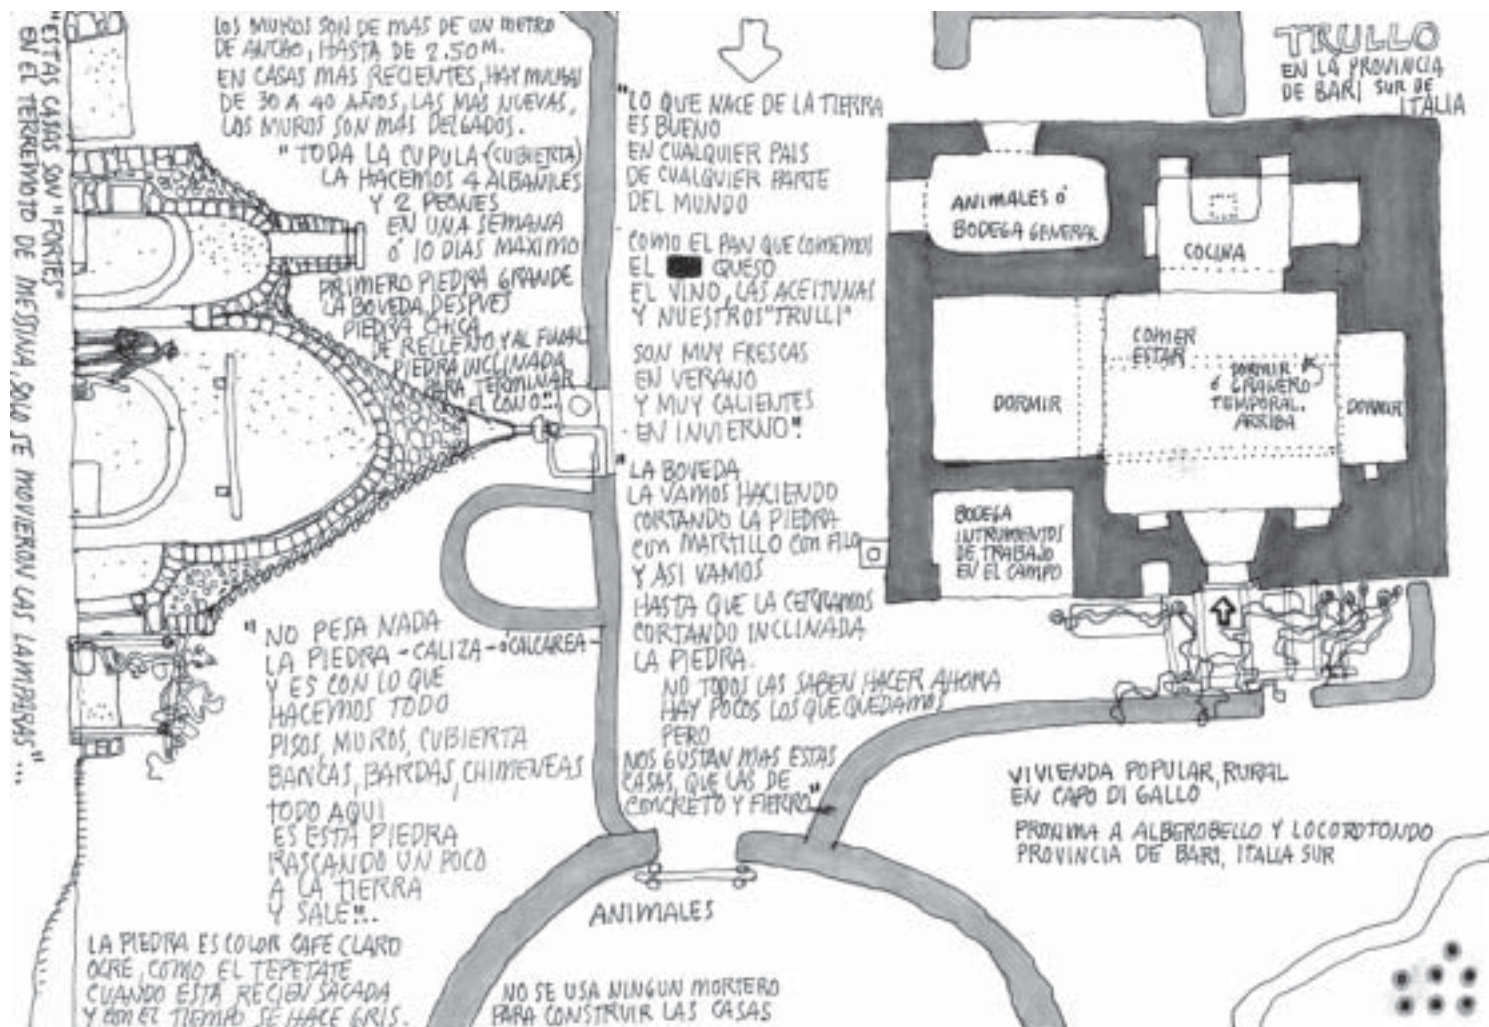 TRULLO
EN LA PROVINCIA
DE BARI SUR DE
ITALIA
"ESTAS CASAS SON "FORTES"
EN EL TERREMOTO DE MESSINA SOLO SE MOVIERON LAS LAMPARAS"...
LOS MUROS SON DE MAS DE UN METRO
DE ANCHO, HASTA DE 2.50 M.
EN CASAS MAS RECIENTES, HAY MUCHAS
DE 30 A 40 AÑOS, LAS MAS NUEVAS,
LOS MUROS SON MAS DELGADOS.
"TODA LA CUPULA (CUBIERTA)
LA HACEMOS 4 ALBAÑILES
Y 2 PEONES
EN UNA SEMANA
Ó 10 DIAS MAXIMO
PRIMERO PIEDRA GRANDE
LA BOVEDA, DESPUES
PIEDRA CHICA
DE RELLENO, Y AL FINAL
PIEDRA INCLINADA
PARA TERMINAR
EL CONO"...
"NO PESA NADA
LA PIEDRA - CALIZA - Ó CALCAREA -
Y ES CON LO QUE
HACEMOS TODO
PISOS, MUROS, CUBIERTA
BANCAS, BARDAS, CHIMENEAS
TODO AQUI
ES ESTA PIEDRA
RASCANDO UN POCO
A LA TIERRA
Y SALE"...
LA PIEDRA ES COLOR CAFE CLARO
OCRE, COMO EL TEPETATE
CUANDO ESTA RECIEN SACADA
Y CON EL TIEMPO SE HACE GRIS.
"LO QUE NACE DE LA TIERRA
ES BUENO
EN CUALQUIER PAIS
DE CUALQUIER PARTE
DEL MUNDO
COMO EL PAN QUE COMEMOS
EL QUESO
EL VINO, LAS ACEITUNAS
Y NUESTROS "TRULLI"
SON MUY FRESCAS
EN VERANO
Y MUY CALIENTES
EN INVIERNO".
"LA BOVEDA
LA VAMOS HACIENDO
CORTANDO LA PIEDRA
CON MARTILLO CON FILO
Y ASI VAMOS
HASTA QUE LA CERRAMOS
CORTANDO INCLINADA
LA PIEDRA.
NO TODOS LAS SABEN HACER AHORA
HAY POCOS LOS QUE QUEDAMOS
PERO
NOS GUSTAN MAS ESTAS
CASAS, QUE LAS DE
CONCRETO Y FIERRO"
ANIMALES
NO SE USA NINGUN MORTERO
PARA CONSTRUIR LAS CASAS
ANIMALES Ó
BODEGA GENERAL
COCINA
COMER
ESTAR
DORMIR
Ó GRANERO
TEMPORAL.
ARRIBA
DORMIR
DORMIR
BODEGA
INTRUMENTOS
DE TRABAJO
EN EL CAMPO
VIVIENDA POPULAR, RURAL
EN CAPO DI GALLO
PROXIMA A ALBEROBELLO Y LOCOROTONDO
PROVINCIA DE BARI, ITALIA SUR